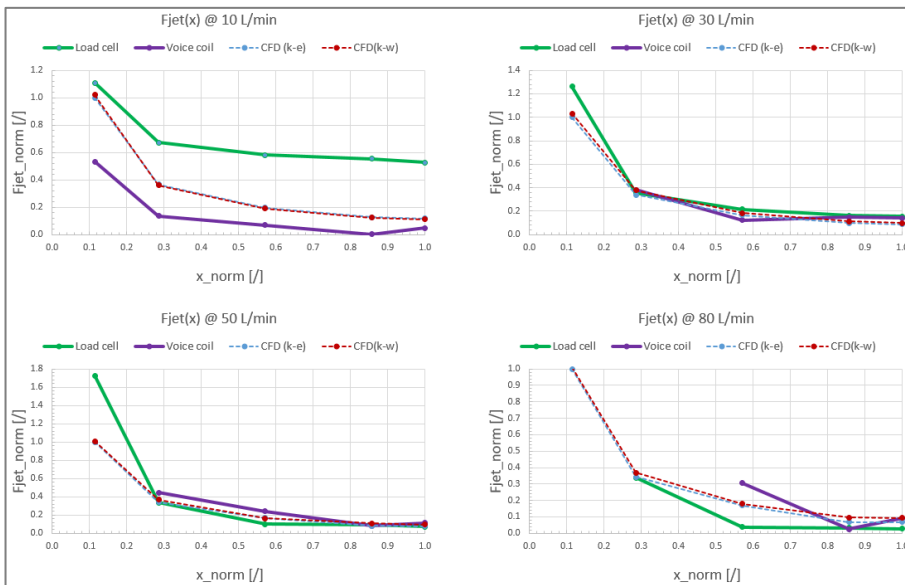 Fjet(x) @ 10 L/min
Load cell Voice coil CFD (k-e) CFD(k-w)
Fjet_norm [/]
1.2
1.0
0.8
0.6
0.4
0.2
0.0
0.0 0.1 0.2 0.3 0.4 0.5 0.6 0.7 0.8 0.9 1.0
x_norm [/]
Fjet(x) @ 30 L/min
Load cell Voice coil CFD (k-e) CFD(k-w)
Fjet_norm [/]
1.4
1.2
1.0
0.8
0.6
0.4
0.2
0.0
0.0 0.1 0.2 0.3 0.4 0.5 0.6 0.7 0.8 0.9 1.0
x_norm [/]
Fjet(x) @ 50 L/min
Load cell Voice coil CFD (k-e) CFD(k-w)
Fjet_norm [/]
1.8
1.6
1.4
1.2
1.0
0.8
0.6
0.4
0.2
0.0
0.0 0.1 0.2 0.3 0.4 0.5 0.6 0.7 0.8 0.9 1.0
x_norm [/]
Fjet(x) @ 80 L/min
Load cell Voice coil CFD (k-e) CFD(k-w)
Fjet_norm [/]
1.0
0.9
0.8
0.7
0.6
0.5
0.4
0.3
0.2
0.1
0.0
0.0 0.1 0.2 0.3 0.4 0.5 0.6 0.7 0.8 0.9 1.0
x_norm [/]